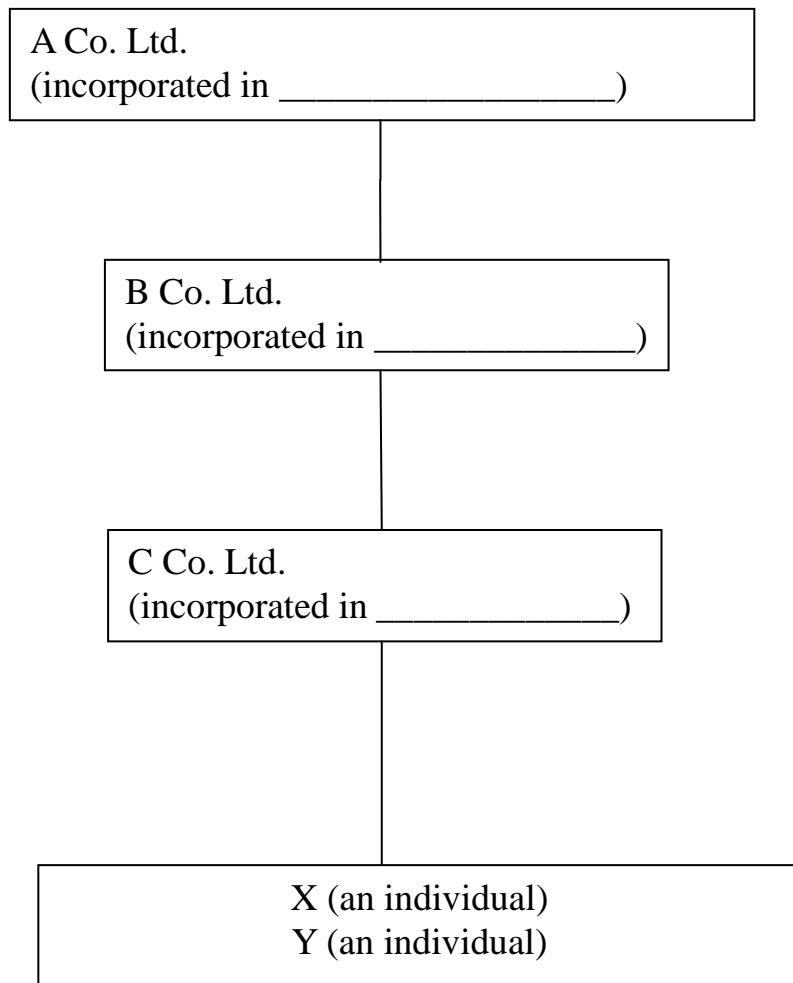 A Co. Ltd.
(incorporated in __________________)
B Co. Ltd.
(incorporated in ______________)
C Co. Ltd.
(incorporated in _____________)
X (an individual)
Y (an individual)